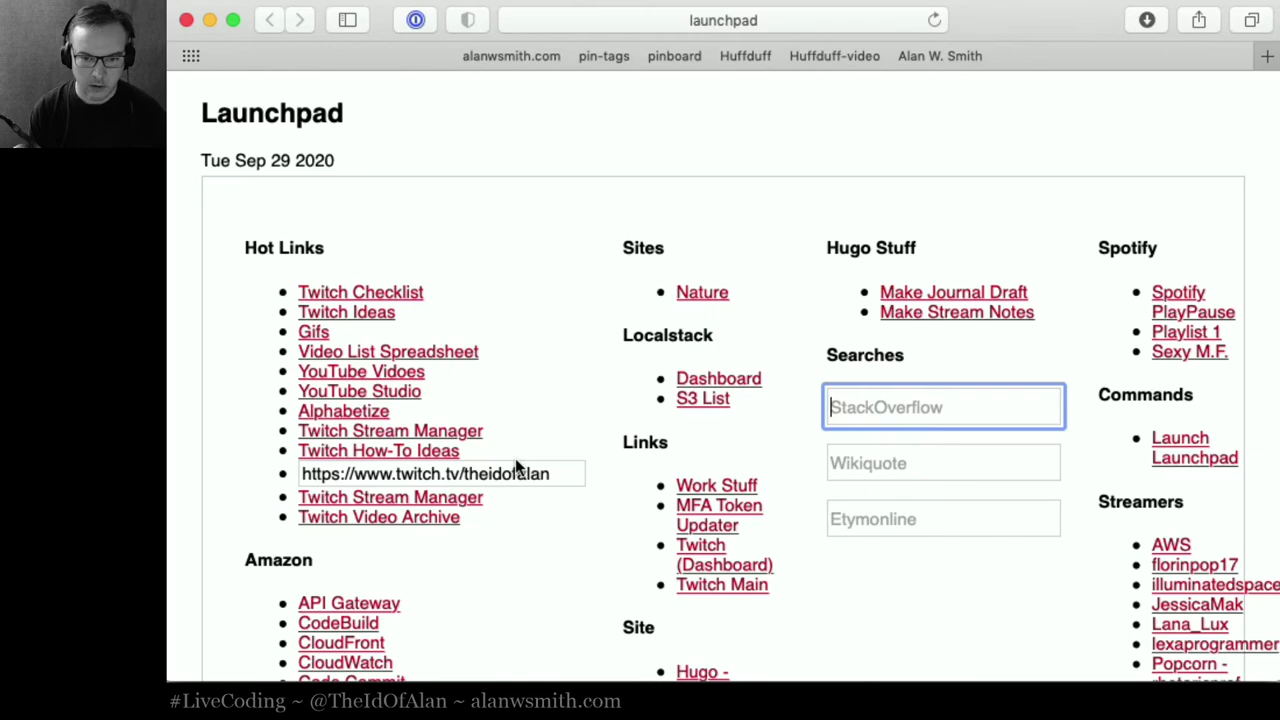 launchpad
alanwsmith.com pin-tags pinboard Huffduff Huffduff-video Alan W. Smith
Launchpad
Tue Sep 29 2020
Hot Links
Twitch Checklist
Twitch Ideas
Gifs
Video List Spreadsheet
YouTube Vidoes
YouTube Studio
Alphabetize
Twitch Stream Manager
Twitch How-To Ideas
https://www.twitch.tv/theidofalan
Twitch Stream Manager
Twitch Video Archive
Amazon
API Gateway
CodeBuild
CloudFront
CloudWatch
Code Commit
Sites
Nature
Localstack
Dashboard
S3 List
Links
Work Stuff
MFA Token
Updater
Twitch
(Dashboard)
Twitch Main
Site
Hugo -
Hugo Stuff
Make Journal Draft
Make Stream Notes
Searches
StackOverflow
Wikiquote
Etymonline
Spotify
Spotify
PlayPause
Playlist 1
Sexy M.F.
Commands
Launch
Launchpad
Streamers
AWS
florinpop17
illuminatedspace
JessicaMak
Lana_Lux
lexaprogrammer
Popcorn -
#LiveCoding ~ @TheIdOfAlan ~ alanwsmith.com